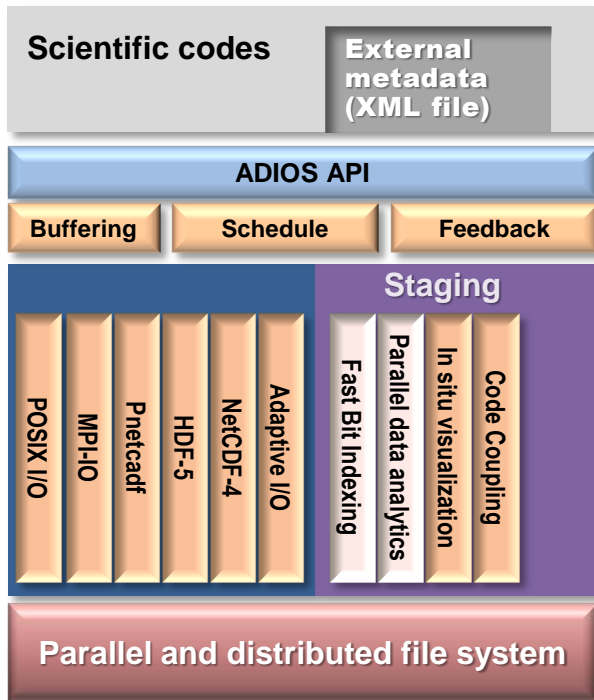 Scientific codes
External
metadata
(XML file)
ADIOS API
Buffering
Schedule
Feedback
Staging
POSIX I/O
MPI-IO
Pnetcadf
HDF-5
NetCDF-4
Adaptive I/O
Fast Bit Indexing
Parallel data analytics
In situ visualization
Code Coupling
Parallel and distributed file system